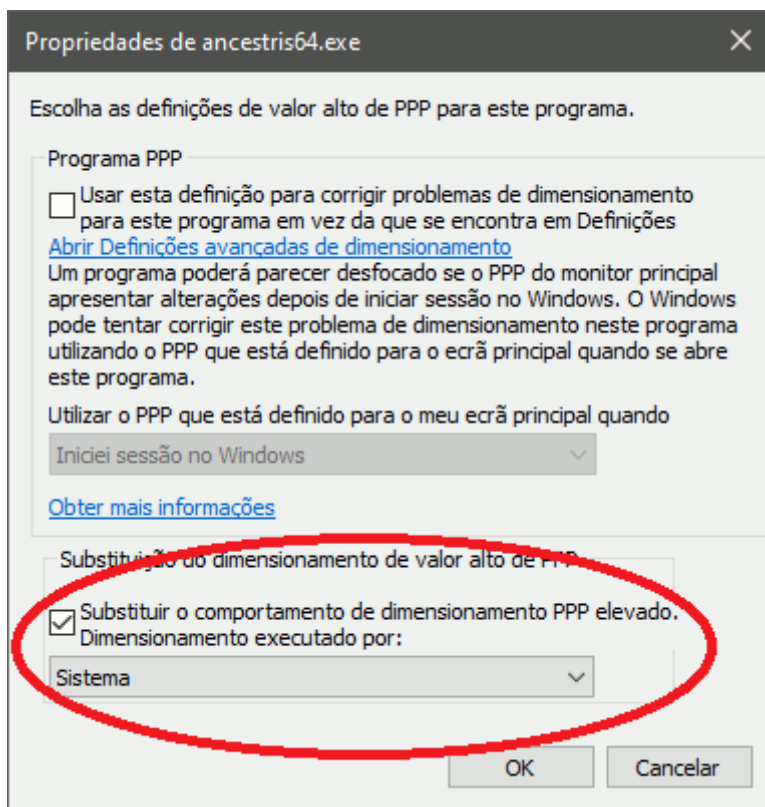 Propriedades de ancestris64.exe
Escolha as definições de valor alto de PPP para este programa.
Programa PPP
Usar esta definição para corrigir problemas de dimensionamento
para este programa em vez da que se encontra em Definições
Abrir Definições avançadas de dimensionamento
Um programa poderá parecer desfocado se o PPP do monitor principal
apresentar alterações depois de iniciar sessão no Windows. O Windows
pode tentar corrigir este problema de dimensionamento neste programa
utilizando o PPP que está definido para o ecrã principal quando se abre
este programa.
Utilizar o PPP que está definido para o meu ecrã principal quando
Iniciei sessão no Windows
Obter mais informações
Substituição do dimensionamento de valor alto de PPP
Substituir o comportamento de dimensionamento PPP elevado.
Dimensionamento executado por:
Sistema
OK
Cancelar